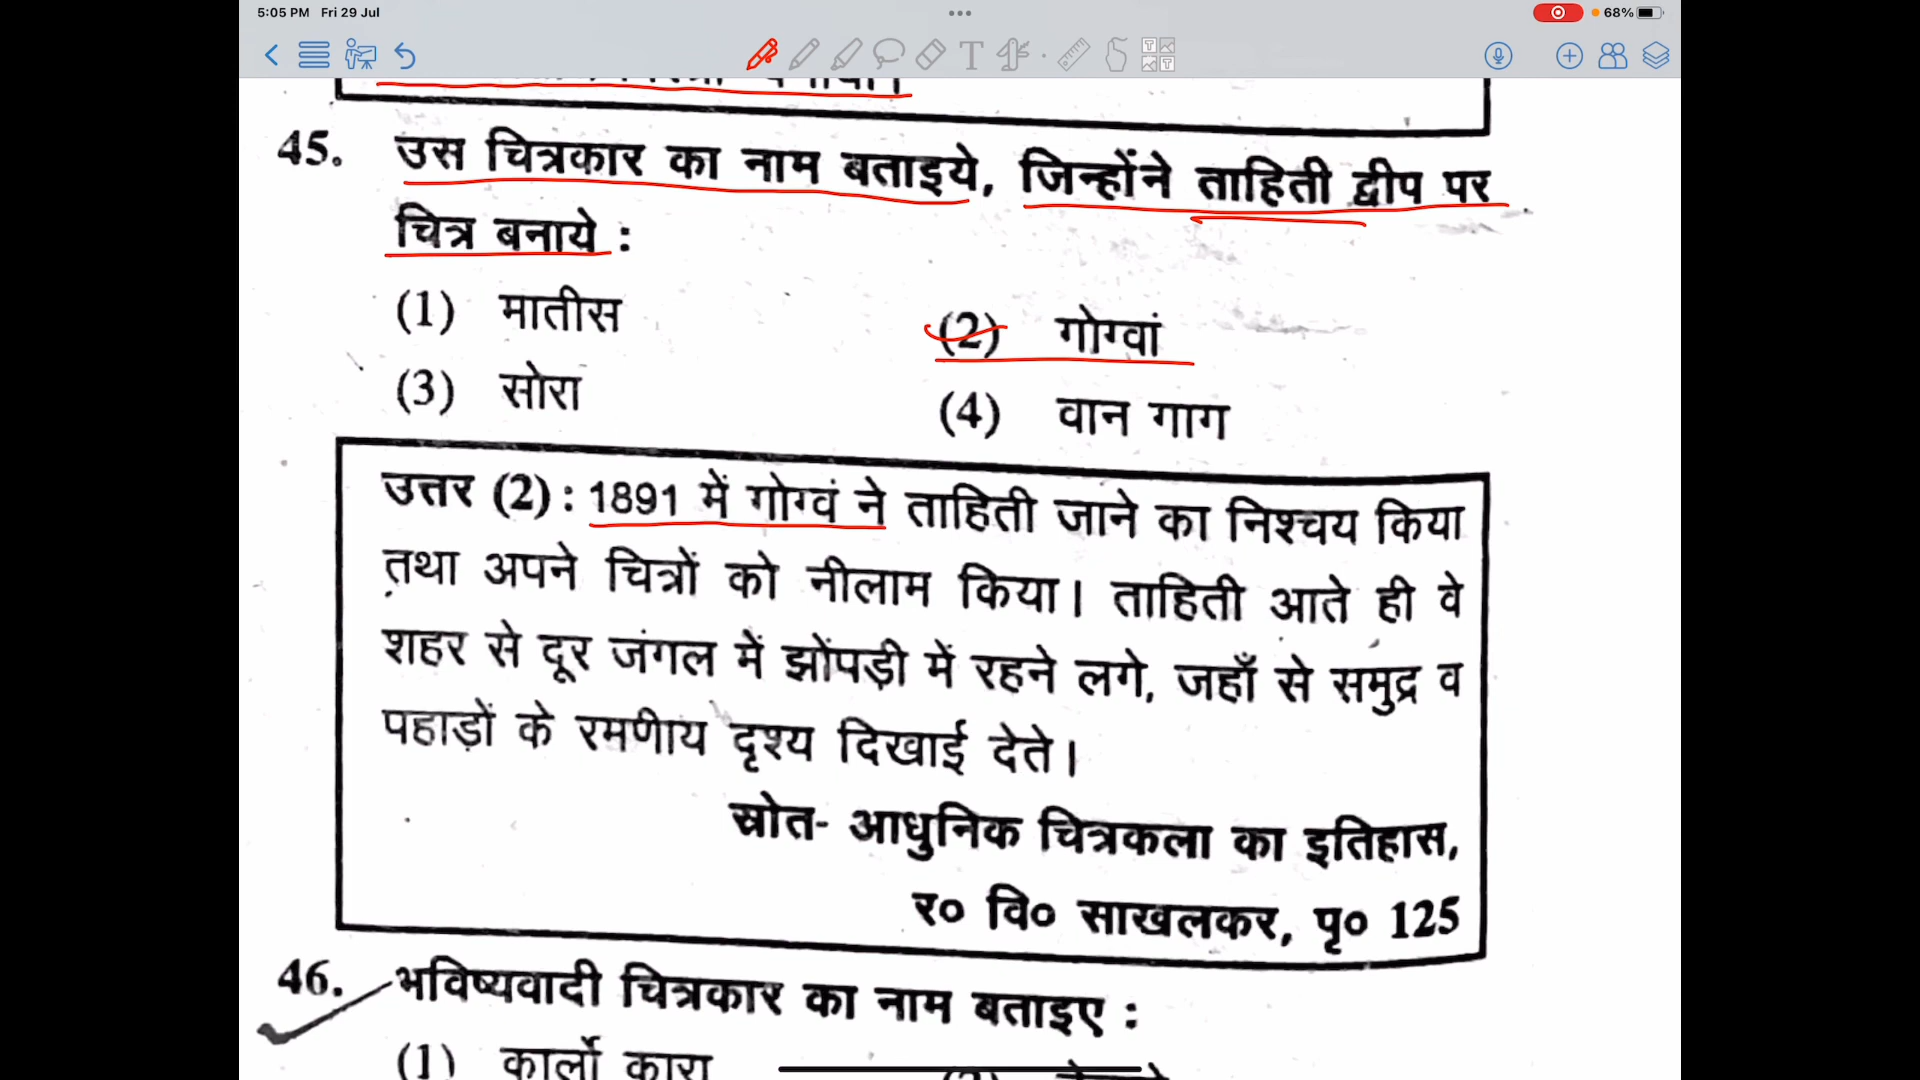 5:05 PM Fri 29 Jul
68%
45. उस चित्रकार का नाम बताइये, जिन्होंने ताहिती द्वीप पर
चित्र बनाये :
(1) मातीस
(2) गोग्वां
(3) सोरा
(4) वान गाग
उत्तर (2) : 1891 में गोग्वं ने ताहिती जाने का निश्चय किया
तथा अपने चित्रों को नीलाम किया। ताहिती आते ही वे
शहर से दूर जंगल में झोंपड़ी में रहने लगे, जहाँ से समुद्र व
पहाड़ों के रमणीय दृश्य दिखाई देते।
स्रोत- आधुनिक चित्रकला का इतिहास,
र० वि० साखलकर, पृ० 125
46. भविष्यवादी चित्रकार का नाम बताइए :
(1) कार्लो कारा